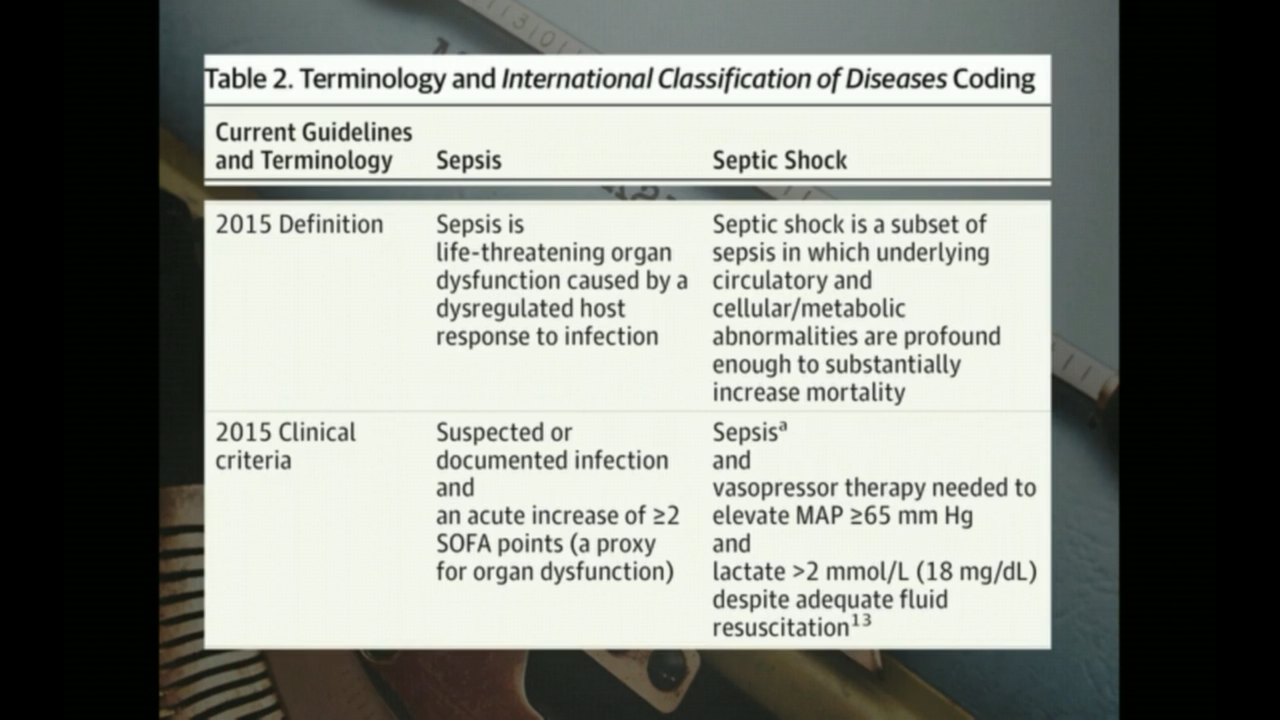 Table 2. Terminology and International Classification of Diseases Coding
Current Guidelines
and Terminology
Sepsis
Septic Shock
2015 Definition
Sepsis is
life-threatening organ
dysfunction caused by a
dysregulated host
response to infection
Septic shock is a subset of
sepsis in which underlying
circulatory and
cellular/metabolic
abnormalities are profound
enough to substantially
increase mortality
2015 Clinical
criteria
Suspected or
documented infection
and
an acute increase of ≥2
SOFA points (a proxy
for organ dysfunction)
Sepsisᵃ
and
vasopressor therapy needed to
elevate MAP ≥65 mm Hg
and
lactate >2 mmol/L (18 mg/dL)
despite adequate fluid
resuscitation¹³